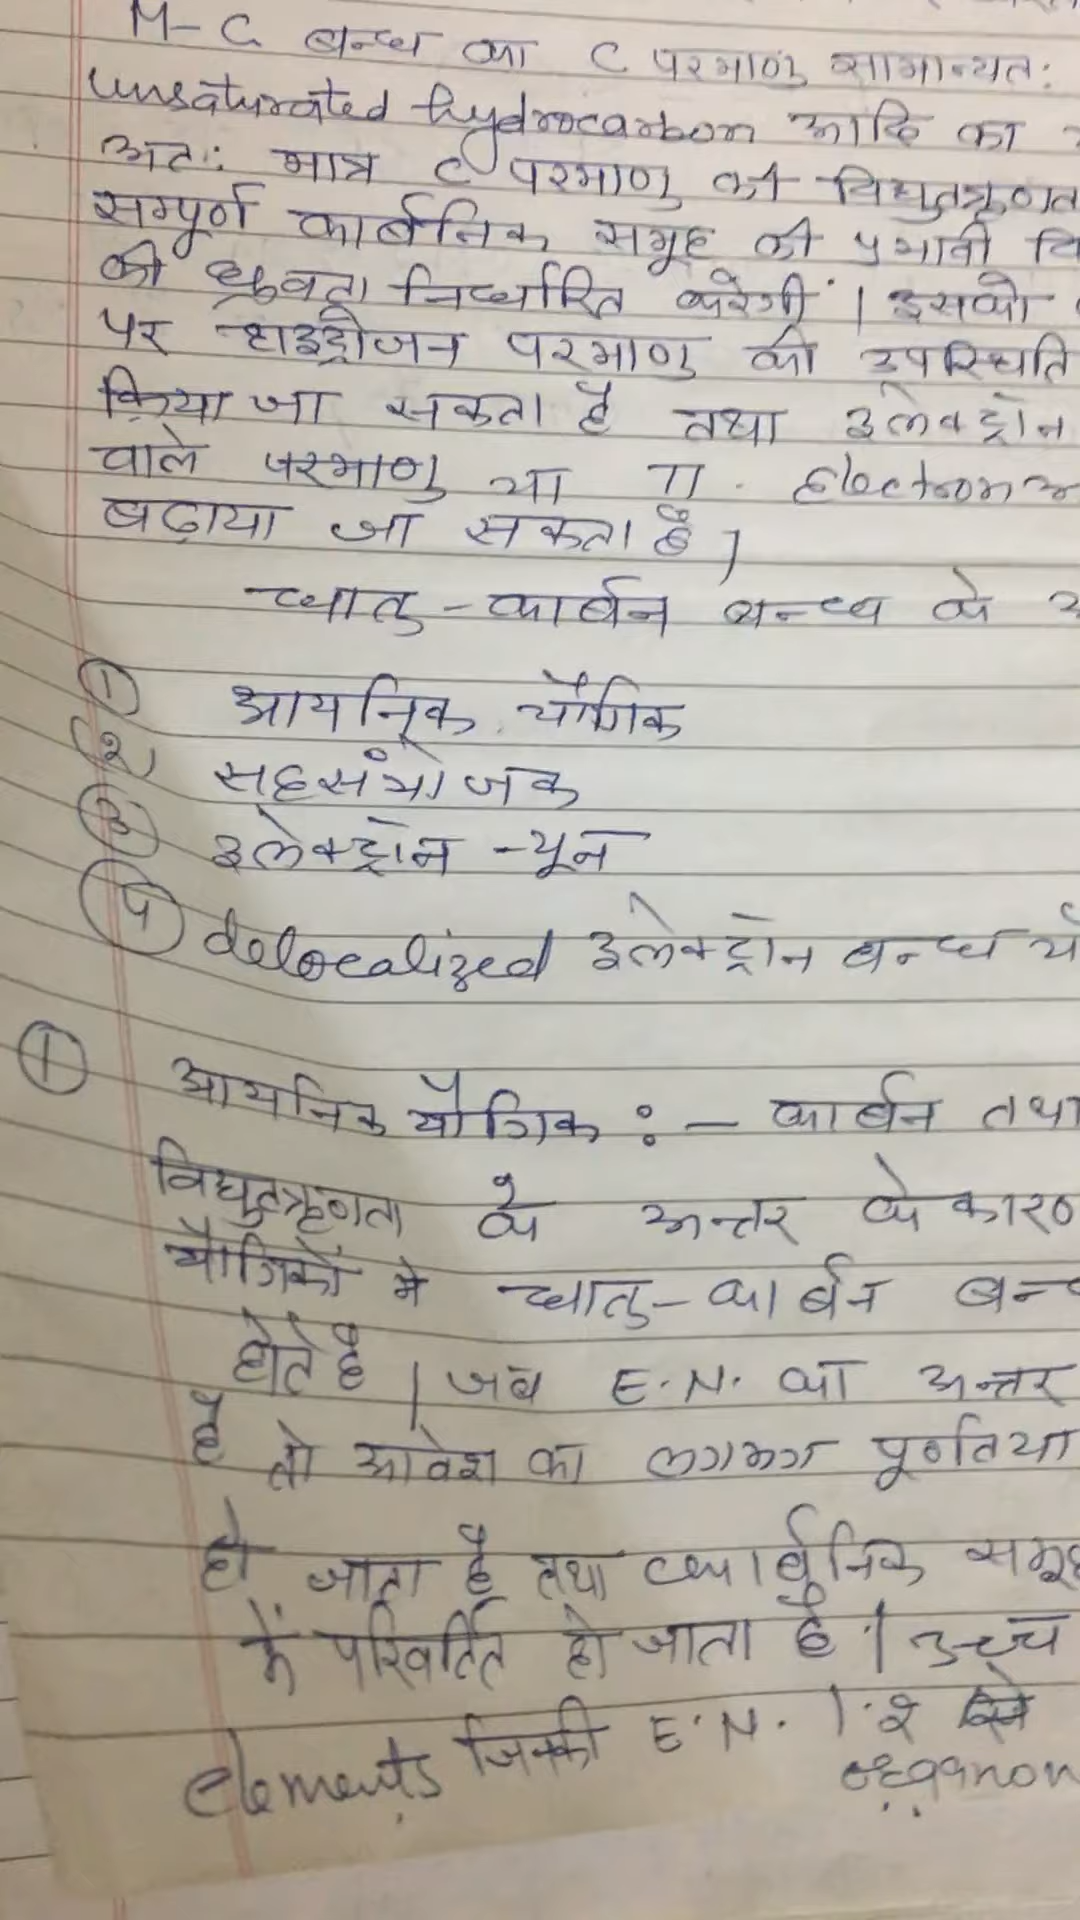 M-C बन्ध का C परमाणु सामान्यत:
unsaturated hydrocarbon आदि का
अत: मात्र C परमाणु की विद्युतऋणत
सम्पूर्ण कार्बनिक समूह की प्रभावी वि
की ध्रुवता निर्धारित करेगी । इसको
पर हाइड्रोजन परमाणु की उपस्थिति
किया जा सकता है तथा इलेक्ट्रॉन
वाले परमाणु या π. Electron
बढ़ाया जा सकता है ।
धातु - कार्बन बन्ध के
① आयनिक यौगिक
② सहसंयोजक
③ इलेक्ट्रॉन - न्यून
④ delocalized इलेक्ट्रॉन बन्ध यौ
① आयनिक यौगिक :- कार्बन तथा
विद्युतऋणता के अन्तर के कारण
यौगिकों मे धातु-कार्बन बन्ध
होते है । जब E.N. का अन्तर
है तो आवेश का लगभग पूर्णतया
हो जाता है तथा कार्बनिक समूह
में परिवर्तित हो जाता है । उच्च
elements जिनकी E.N. 1.2 से